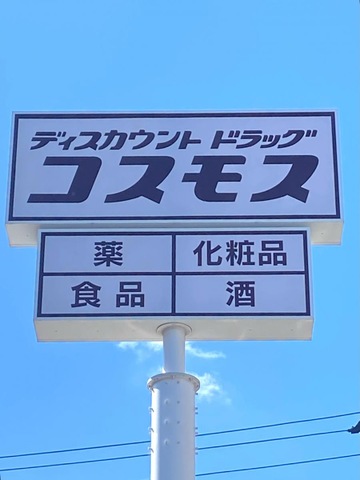 ディスカウント ドラッグ
コスモス
薬 化粧品
食品 酒